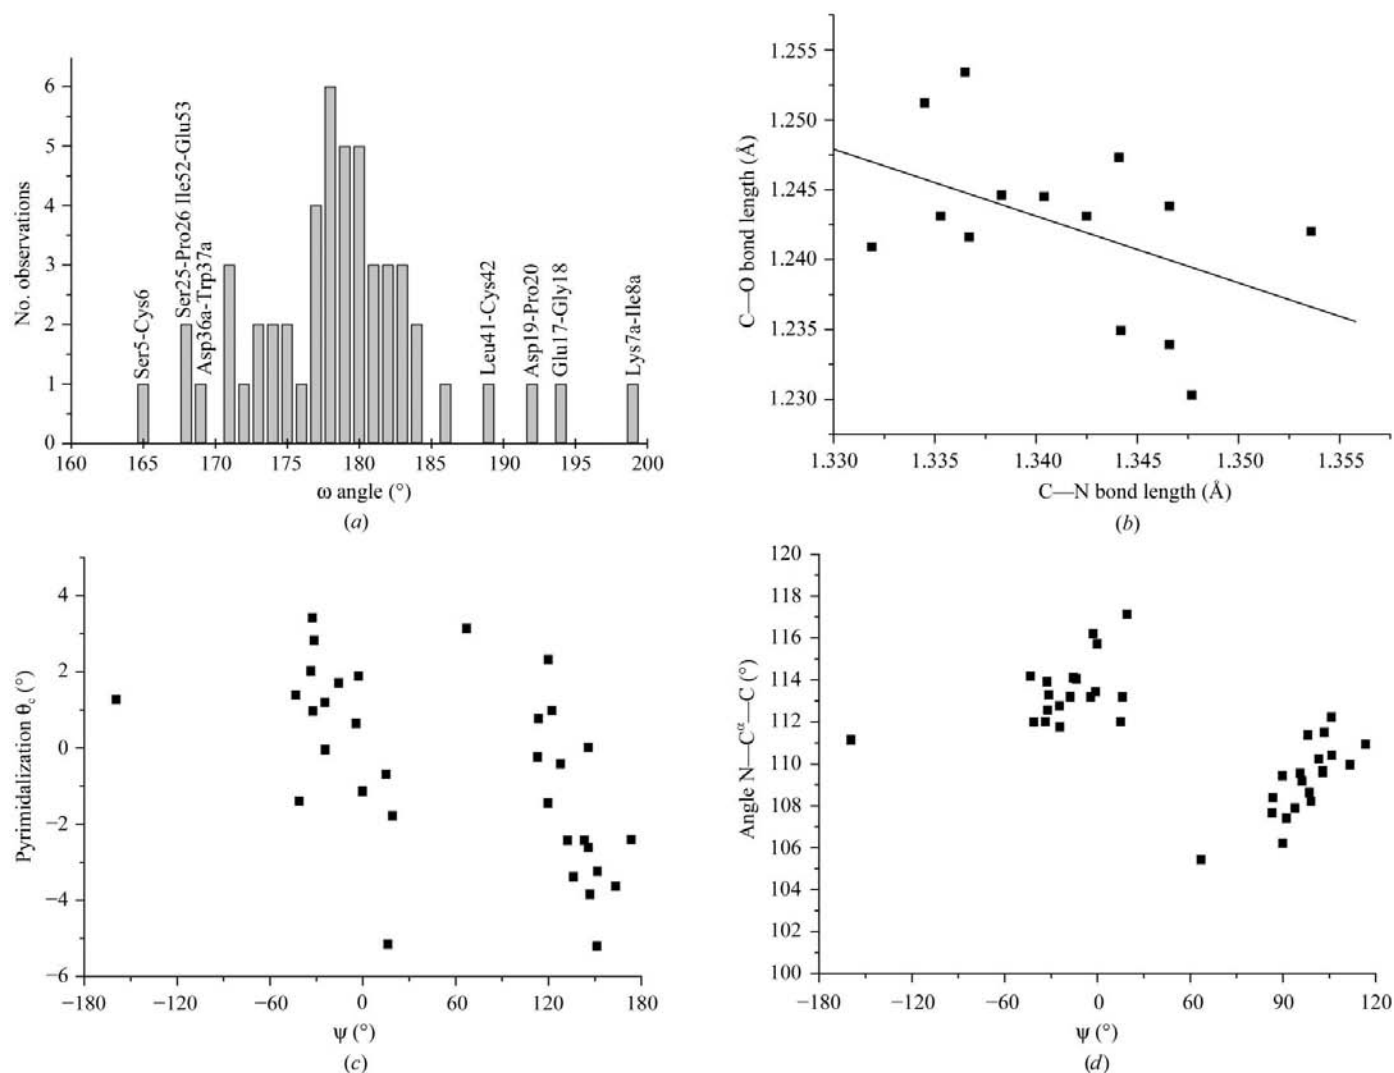 No. observations
6
5
4
3
2
1
0
Ser5-Cys6
Ser25-Pro26 Ile52-Glu53
Asp36a-Trp37a
Leu41-Cys42
Asp19-Pro20
Glu17-Gly18
Lys7a-Ile8a
160 165 170 175 180 185 190 195 200
ω angle (°)
(a)
C—O bond length (Å)
1.255
1.250
1.245
1.240
1.235
1.230
1.330 1.335 1.340 1.345 1.350 1.355
C—N bond length (Å)
(b)
Pyrimidalization θc (°)
4
2
0
−2
−4
−6
−180 −60 0 60 120 180
ψ (°)
(c)
Angle N—Cα—C (°)
120
118
116
114
112
110
108
106
104
102
100
−180 −60 0 60 90 120
ψ (°)
(d)